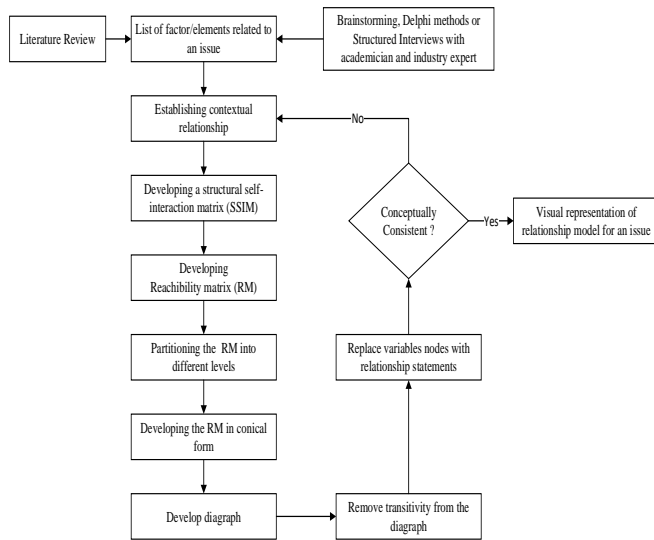 Literature Review
List of factor/elements related to
an issue
Brainstorming, Delphi methods or
Structured Interviews with
academician and industry expert
Establishing contextual
relationship
No
Developing a structural self-
interaction matrix (SSIM)
Conceptually
Consistent ?
Yes
Visual representation of
relationship model for an issue
Developing
Reachibility matrix (RM)
Partitioning the RM into
different levels
Replace variables nodes with
relationship statements
Developing the RM in conical
form
Develop diagraph
Remove transitivity from the
diagraph